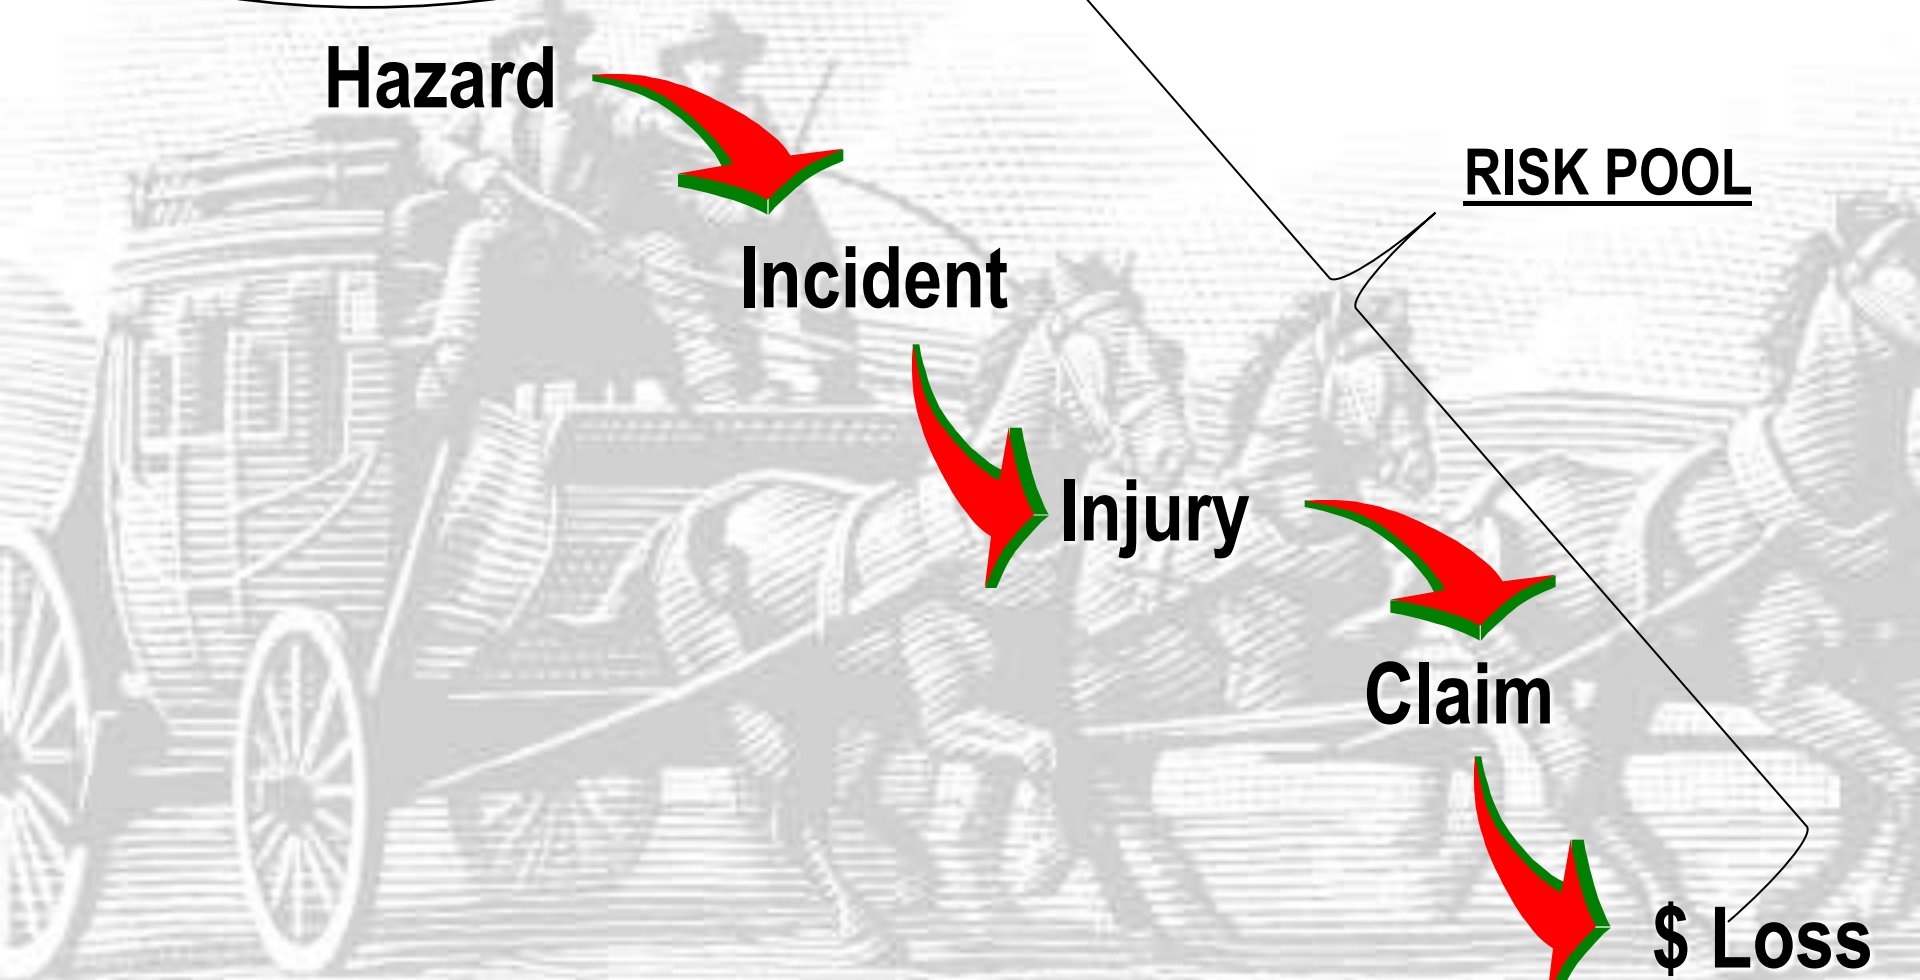 Hazard
RISK POOL
Incident
Injury
Claim
$ Loss